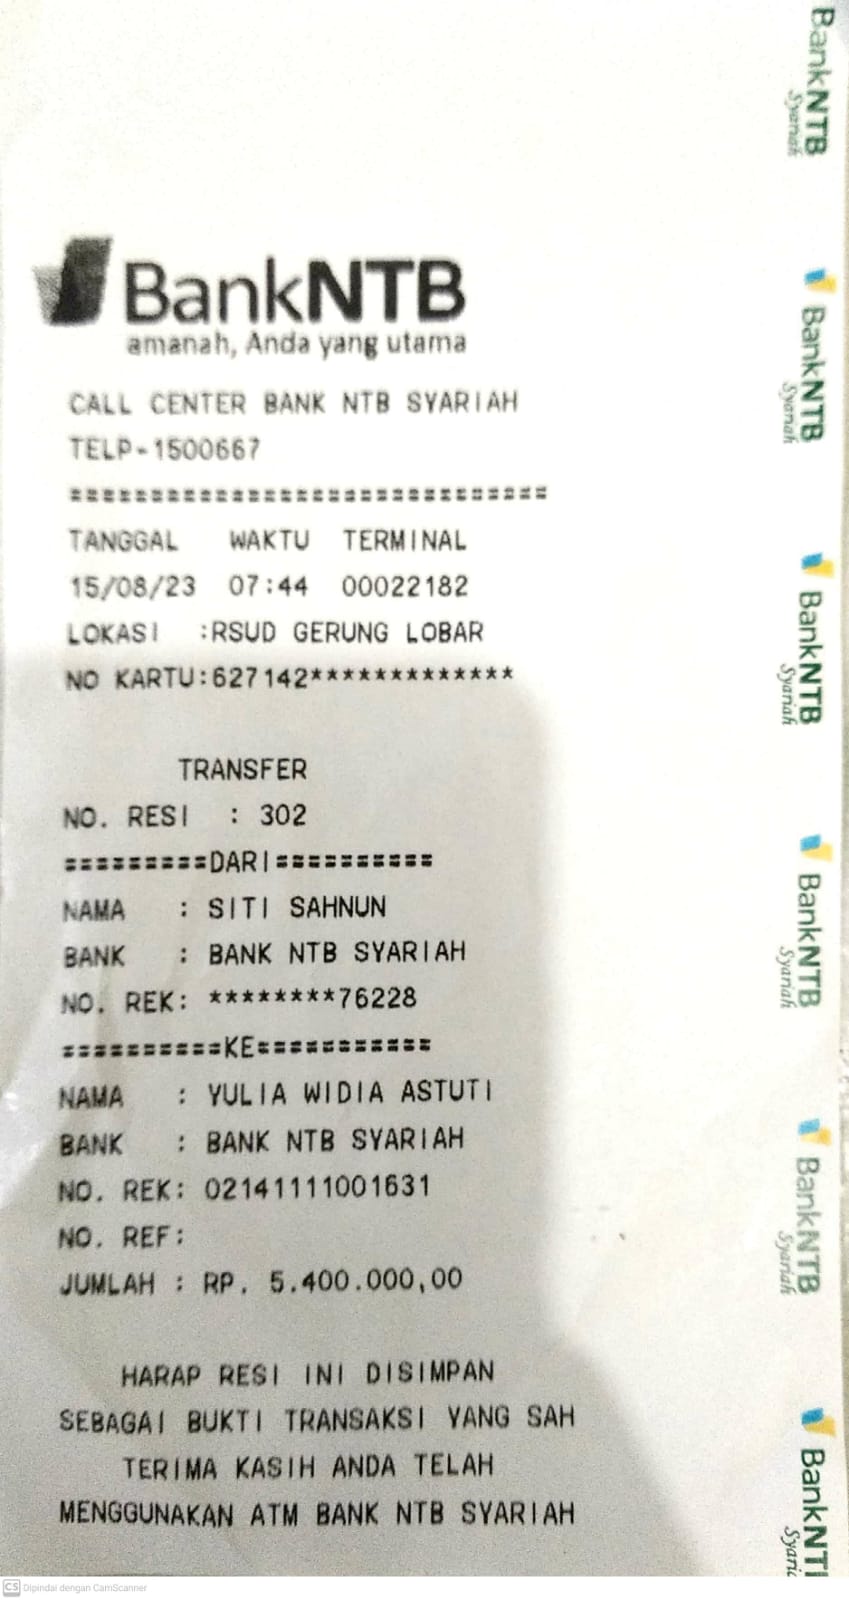 BankNTB
amanah, Anda yang utama
CALL CENTER BANK NTB SYARIAH
TELP-1500667
==============================
TANGGAL WAKTU TERMINAL
15/08/23 07:44 00022182
LOKASI :RSUD GERUNG LOBAR
NO KARTU:627142*************
TRANSFER
NO. RESI : 302
=========DARI==========
NAMA : SITI SAHNUN
BANK : BANK NTB SYARIAH
NO. REK: ********76228
==========KE===========
NAMA : YULIA WIDIA ASTUTI
BANK : BANK NTB SYARIAH
NO. REK: 02141111001631
NO. REF:
JUMLAH : RP. 5.400.000,00
HARAP RESI INI DISIMPAN
SEBAGAI BUKTI TRANSAKSI YANG SAH
TERIMA KASIH ANDA TELAH
MENGGUNAKAN ATM BANK NTB SYARIAH
BankNTB
Syariah
BankNTB
Syariah
BankNTB
Syariah
BankNTB
Syariah
BankNTB
Syariah
BankNT
Syaria
CS Dipindai dengan CamScanner